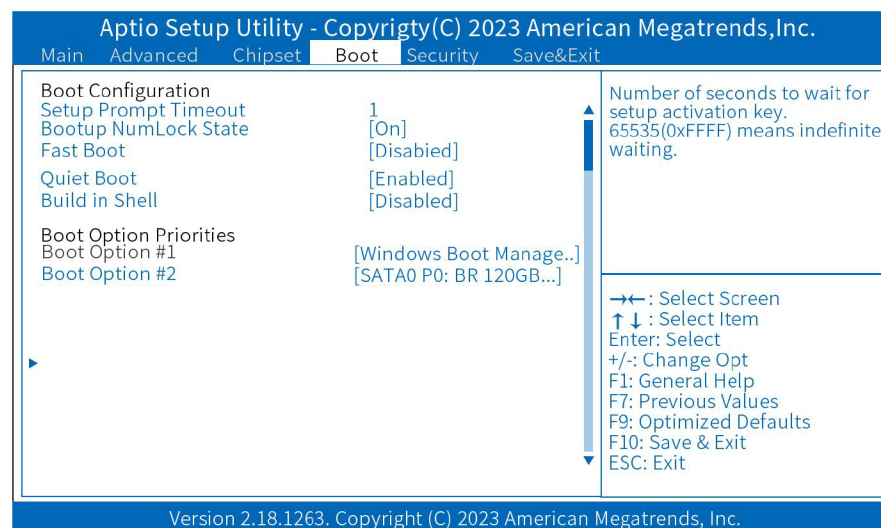 Aptio Setup Utility - Copyrigty(C) 2023 American Megatrends,Inc.
Main Advanced Chipset Boot Security Save&Exit
Boot Configuration
Setup Prompt Timeout 1
Bootup NumLock State [On]
Fast Boot [Disabied]
Quiet Boot [Enabled]
Build in Shell [Disabled]
Boot Option Priorities
Boot Option #1 [Windows Boot Manage..]
Boot Option #2 [SATA0 P0: BR 120GB...]
Number of seconds to wait for
setup activation key.
65535(0xFFFF) means indefinite
waiting.
→←: Select Screen
↑↓: Select Item
Enter: Select
+/-: Change Opt
F1: General Help
F7: Previous Values
F9: Optimized Defaults
F10: Save & Exit
ESC: Exit
Version 2.18.1263. Copyright (C) 2023 American Megatrends, Inc.